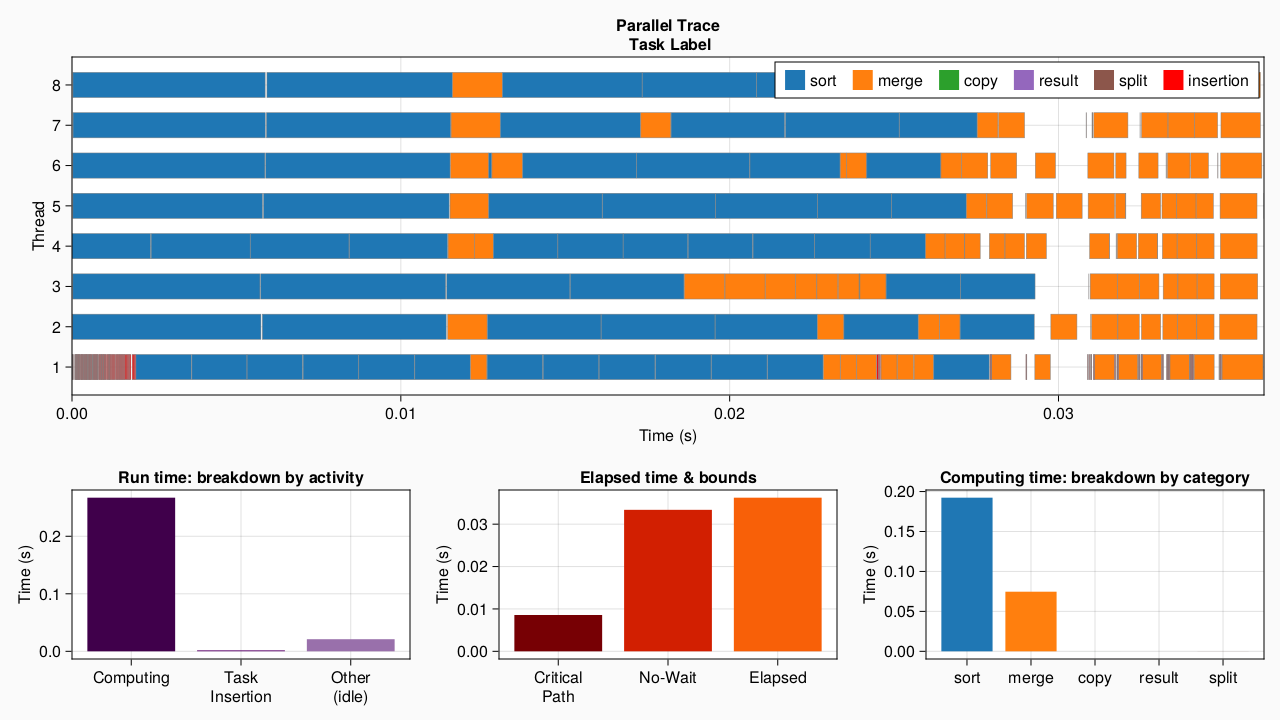 Parallel Trace
Task Label
sort merge copy result split insertion
Thread
8
7
6
5
4
3
2
1
0.00 0.01 0.02 0.03
Time (s)
Run time: breakdown by activity
Time (s)
0.2
0.1
0.0
Computing Task Insertion Other (idle)
Elapsed time & bounds
Time (s)
0.03
0.02
0.01
0.00
Critical Path No-Wait Elapsed
Computing time: breakdown by category
Time (s)
0.20
0.15
0.10
0.05
0.00
sort merge copy result split